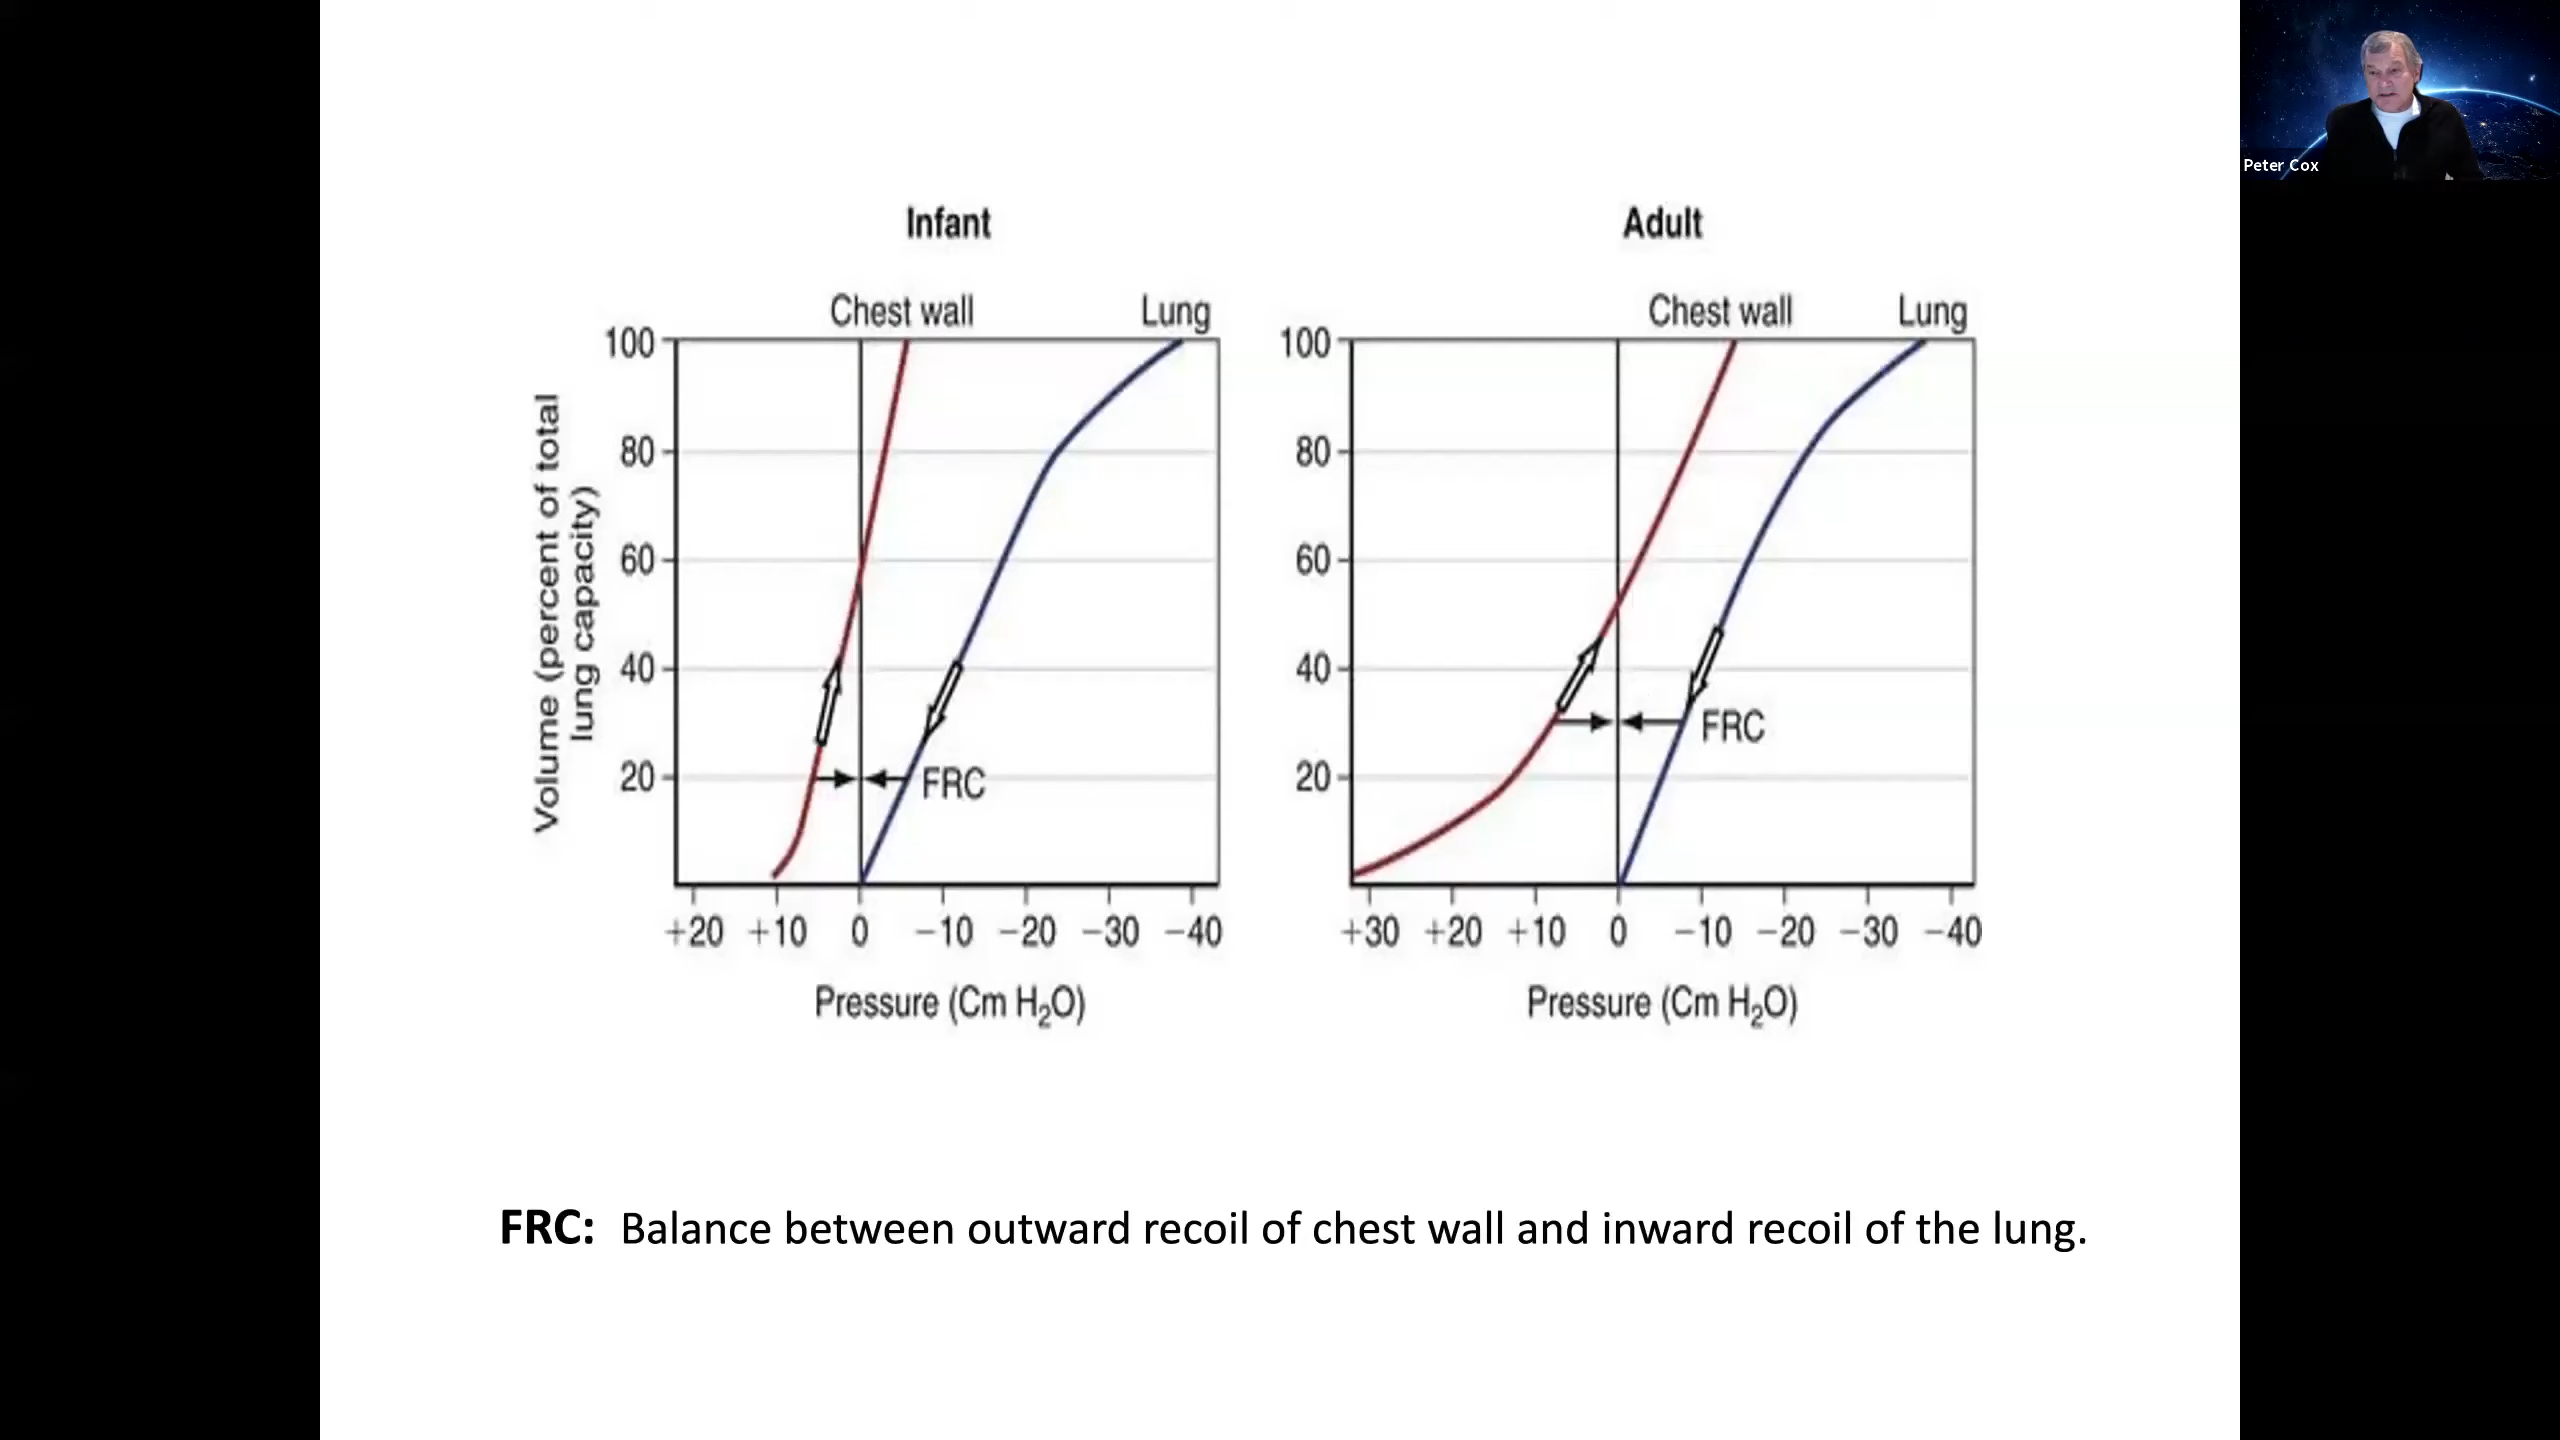 Peter Cox
Infant
Chest wall
Lung
Volume (percent of total
lung capacity)
100
80
60
40
20
FRC
+20 +10 0 −10 −20 −30 −40
Pressure (Cm H₂O)
Adult
Chest wall
Lung
100
80
60
40
20
FRC
+30 +20 +10 0 −10 −20 −30 −40
Pressure (Cm H₂O)
FRC: Balance between outward recoil of chest wall and inward recoil of the lung.